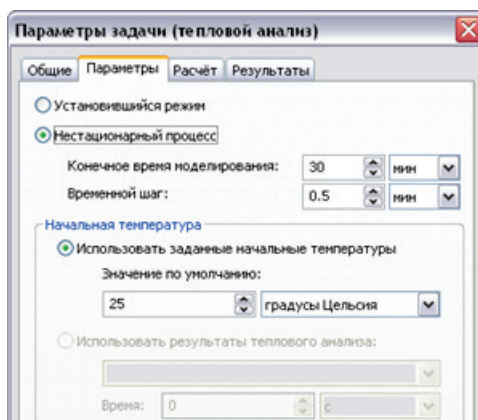 Параметры задачи (тепловой анализ)
Общие Параметры Расчёт Результаты
Установившийся режим
Нестационарный процесс
Конечное время моделирования: 30 мин
Временной шаг: 0.5 мин
Начальная температура
Использовать заданные начальные температуры
Значение по умолчанию:
25 градусы Цельсия
Использовать результаты теплового анализа:
Время: 0 с